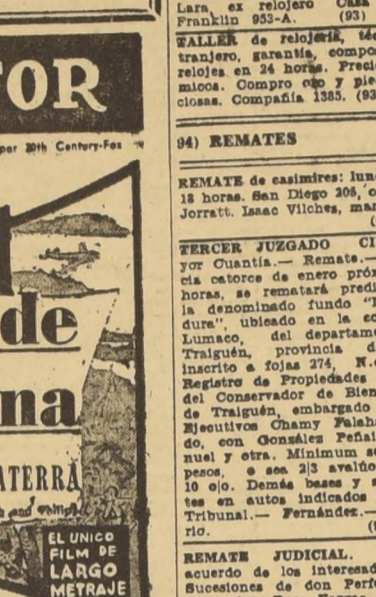 TOR
por 20th Century-Fox
de
na
ATERRA
EL UNICO
FILM DE
LARGO
METRAJE
Lara, ex relojero Casa
Franklin 953-A. (93)
TALLER de relojería, téc
tranjero, garantía, compo
relojes en 24 horas. Preci
micos. Compro oro y pie
ciosas. Compañía 1385. (93
94) REMATES
REMATE de casimires: lun
18 horas. San Diego 205,
Jorratt. Isaac Vilches, mar
TERCER JUZGADO CI
yor Cuantía.— Remate.—
cia catorce de enero próx
horas, se rematará predi
la denominado fundo
dura", ubicado en la co
Lumaco, del departame
Traiguén, provincia d
inscrito a fojas 274, N.o
Registro de Propiedades
del Conservador de Bien
de Traiguén, embargado
Ejecutivos Chamy Falaha
do, con González Peñai
nuel y otra. Mínimum se
pesos, o sea 2|3 avalúo
10 o|o. Demás bases y a
tes en autos indicados
Tribunal.— Fernández.—
rio.
REMATE JUDICIAL.
acuerdo de los interesad
Sucesiones de don Perf